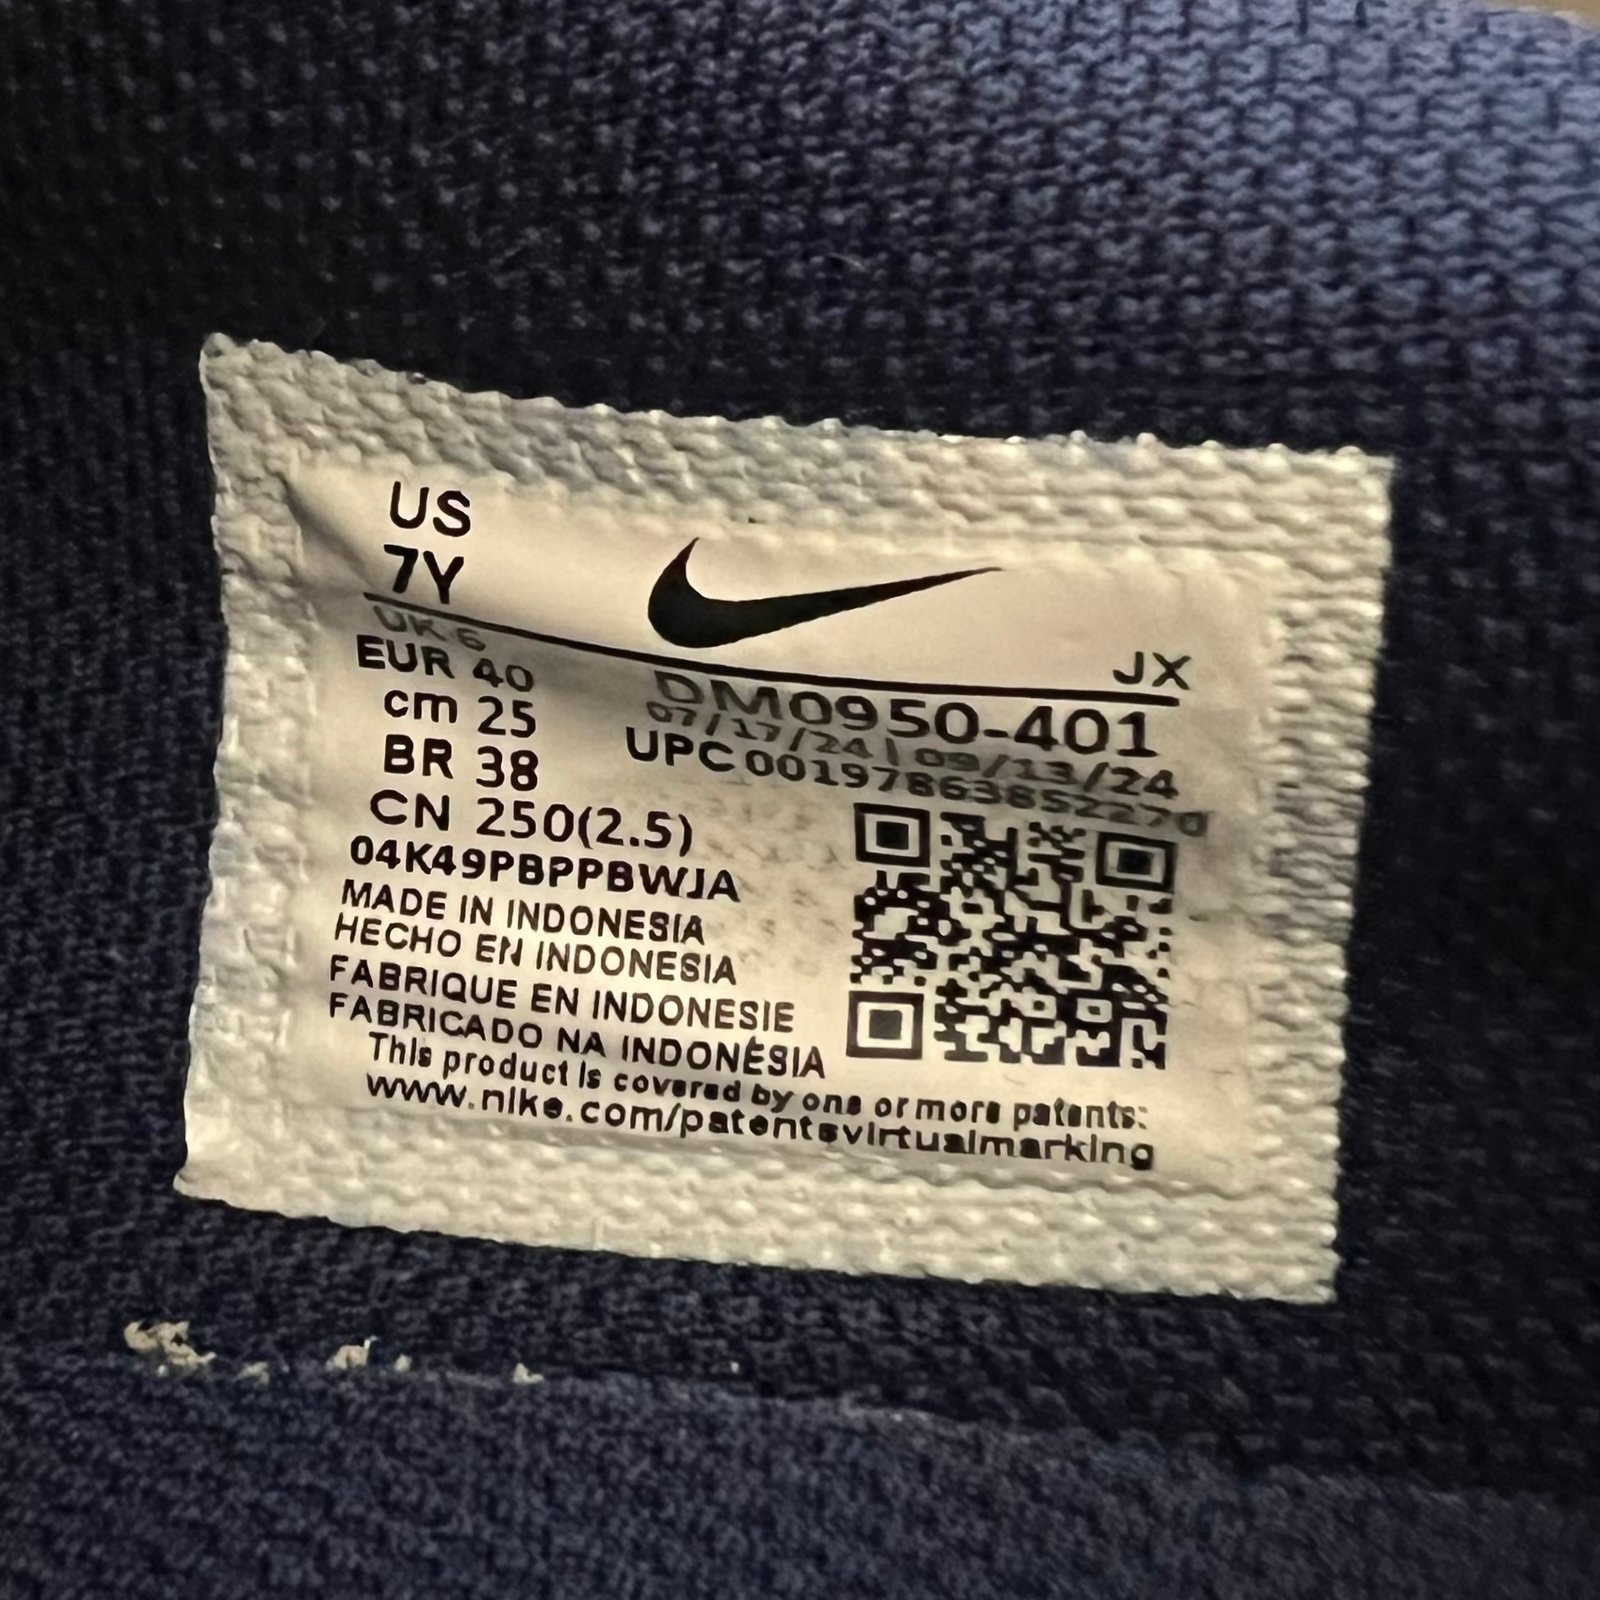 US
7Y
JX
UK 6
EUR 40
cm 25
BR 38
CN 250(2.5)
DM0950-401
07/17/24 | 09/13/24
UPC 00197863852270
04K49PBPPBWJA
MADE IN INDONESIA
HECHO EN INDONESIA
FABRIQUE EN INDONESIE
FABRICADO NA INDONÉSIA
This product is covered by one or more patents:
www.nike.com/patentsvirtualmarking